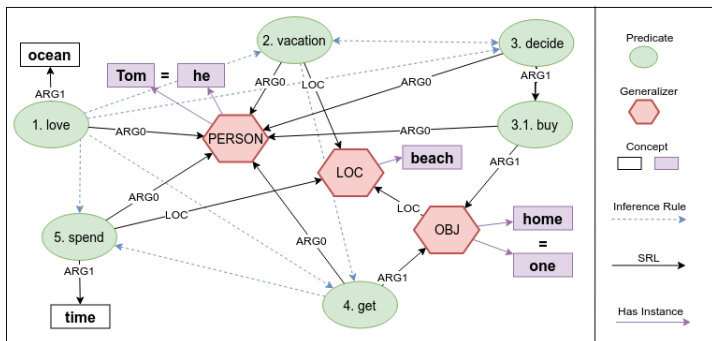 ocean
2. vacation
3. decide
Predicate
Tom = he
ARG0
LOC
ARG1
ARG1
ARG0
Generalizer
1. love
ARG0
PERSON
ARG0
3.1. buy
Concept
LOC
beach
ARG1
ARG0
LOC
LOC
home
Inference Rule
5. spend
ARG0
OBJ
=
ARG1
ARG1
one
SRL
time
4. get
Has Instance